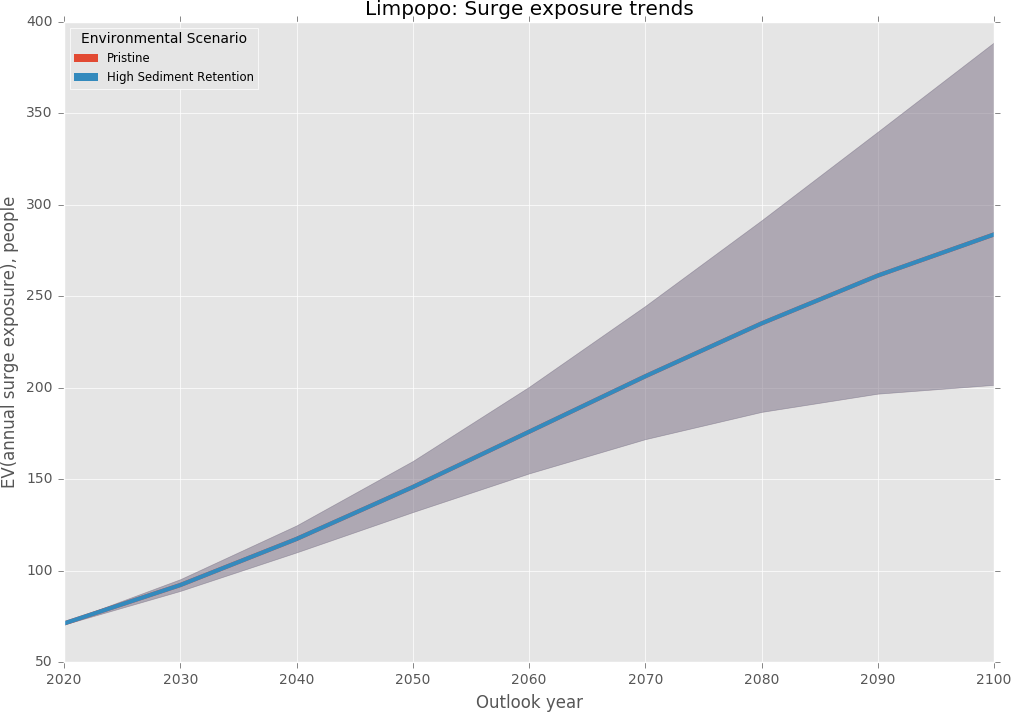 Limpopo: Surge exposure trends
Environmental Scenario
Pristine
High Sediment Retention
EV(annual surge exposure), people
400
350
300
250
200
150
100
50
2020 2030 2040 2050 2060 2070 2080 2090 2100
Outlook year